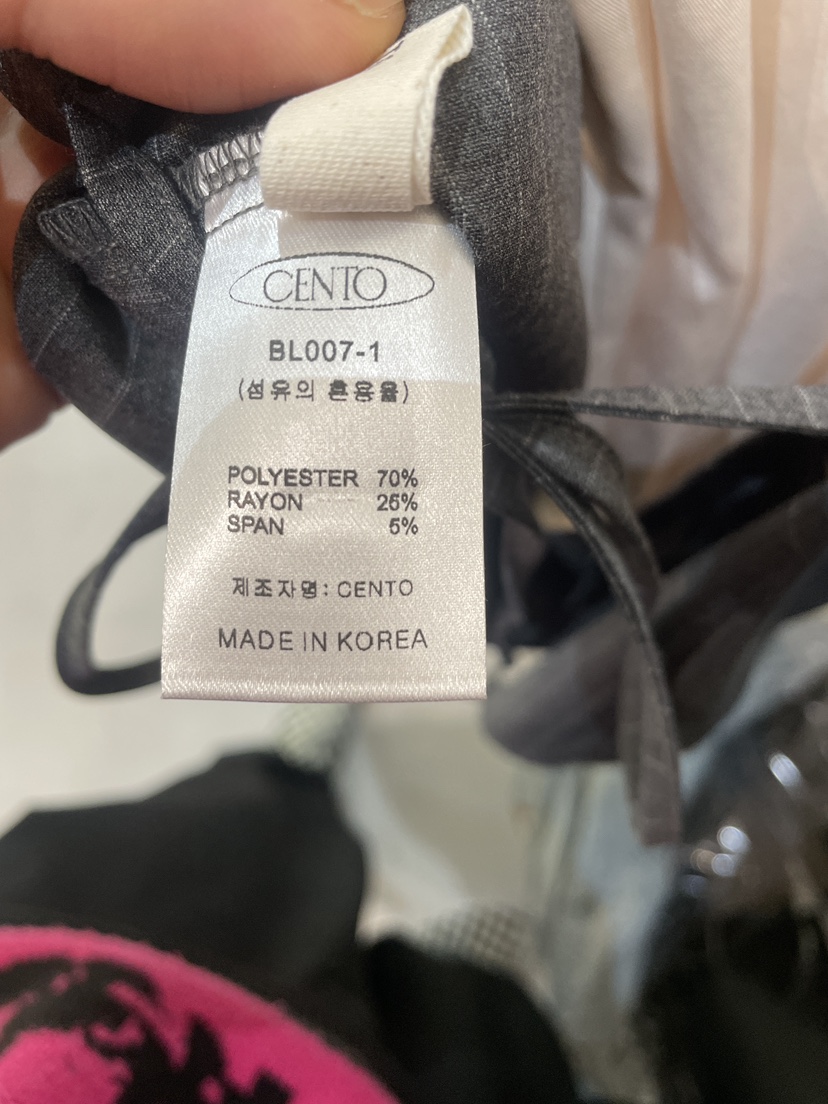 CENTO
BL007-1
(섬유의 혼용율)
POLYESTER 70%
RAYON 25%
SPAN 5%
제조자명: CENTO
MADE IN KOREA